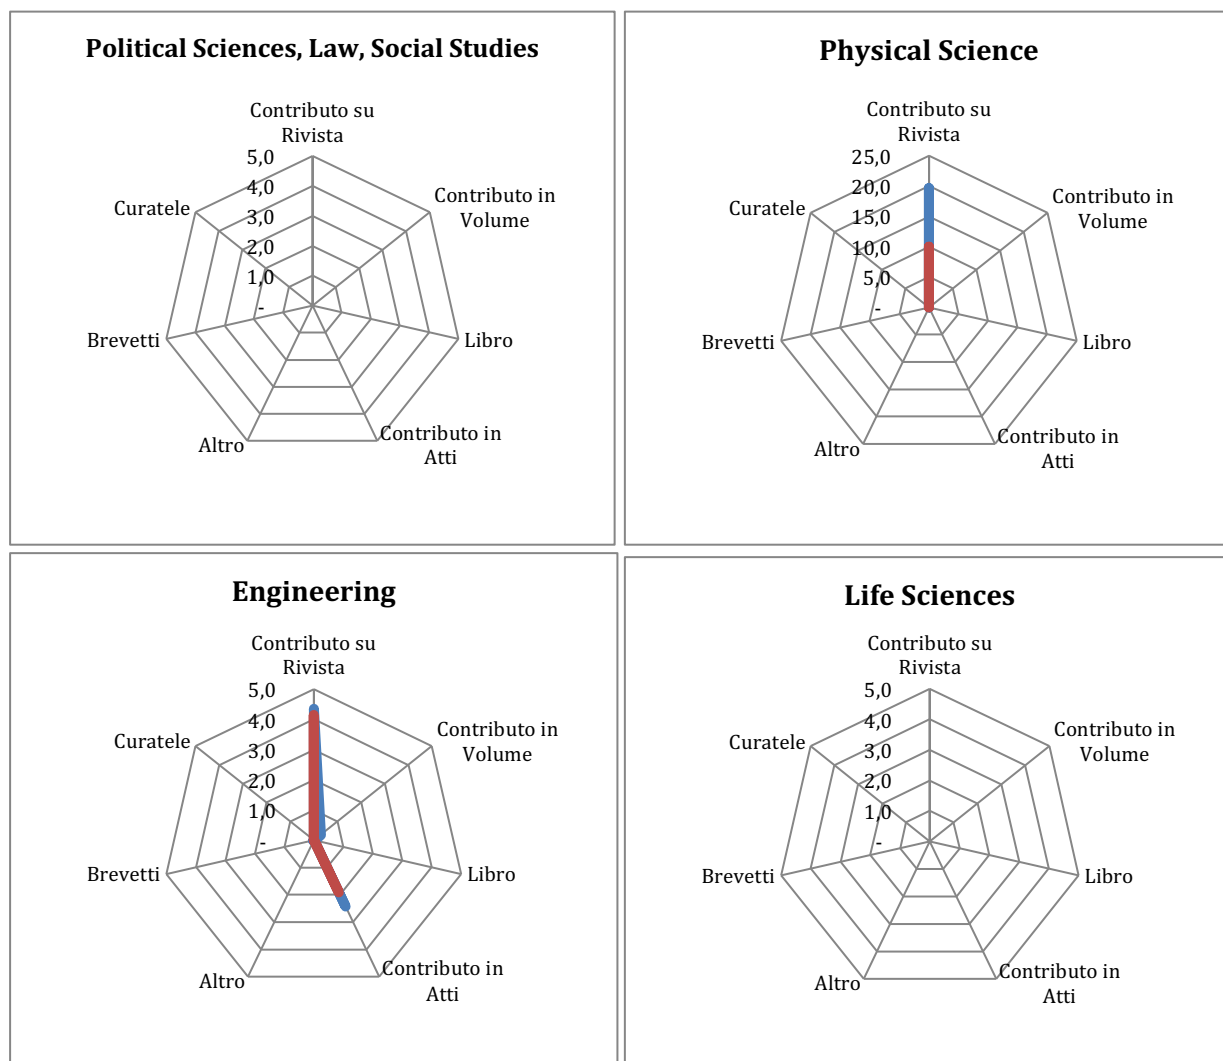 Political Sciences, Law, Social Studies
Contributo su
Rivista
5,0
4,0
3,0
2,0
1,0
-
Contributo in
Volume
Libro
Contributo in
Atti
Altro
Brevetti
Curatele
Physical Science
Contributo su
Rivista
25,0
20,0
15,0
10,0
5,0
-
Contributo in
Volume
Libro
Contributo in
Atti
Altro
Brevetti
Curatele
Engineering
Contributo su
Rivista
5,0
4,0
3,0
2,0
1,0
-
Contributo in
Volume
Libro
Contributo in
Atti
Altro
Brevetti
Curatele
Life Sciences
Contributo su
Rivista
5,0
4,0
3,0
2,0
1,0
-
Contributo in
Volume
Libro
Contributo in
Atti
Altro
Brevetti
Curatele